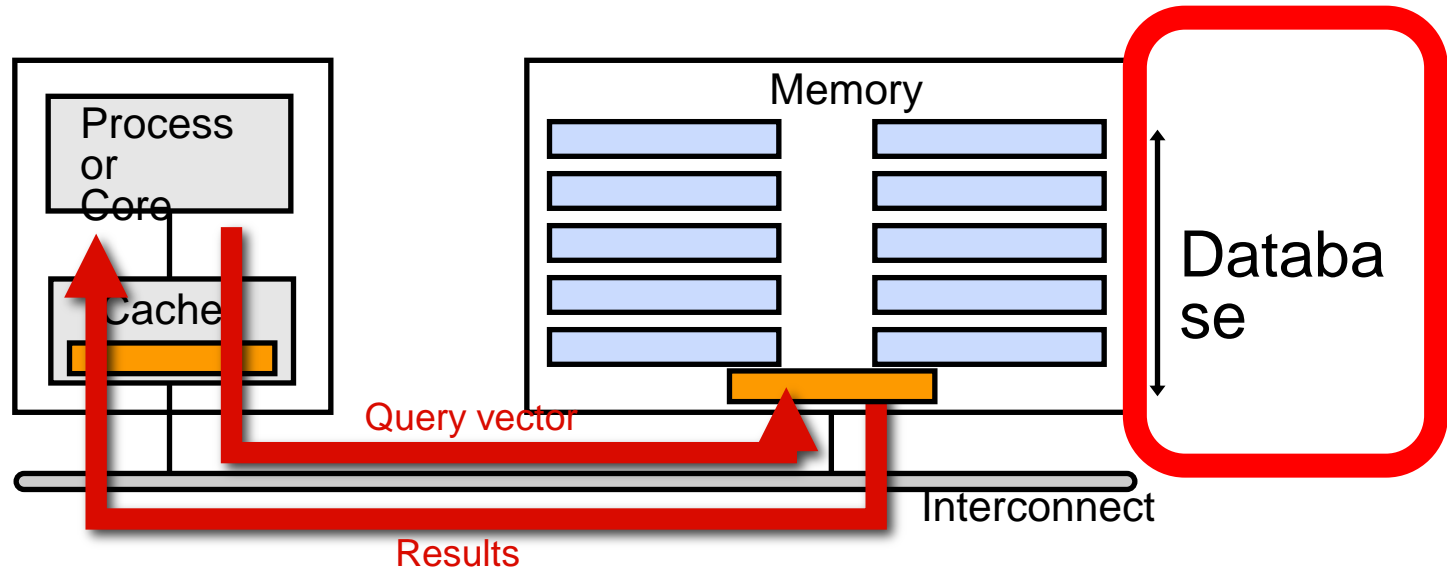 Process
or
Core
Cache
Memory
Databa
se
Query vector
Interconnect
Results